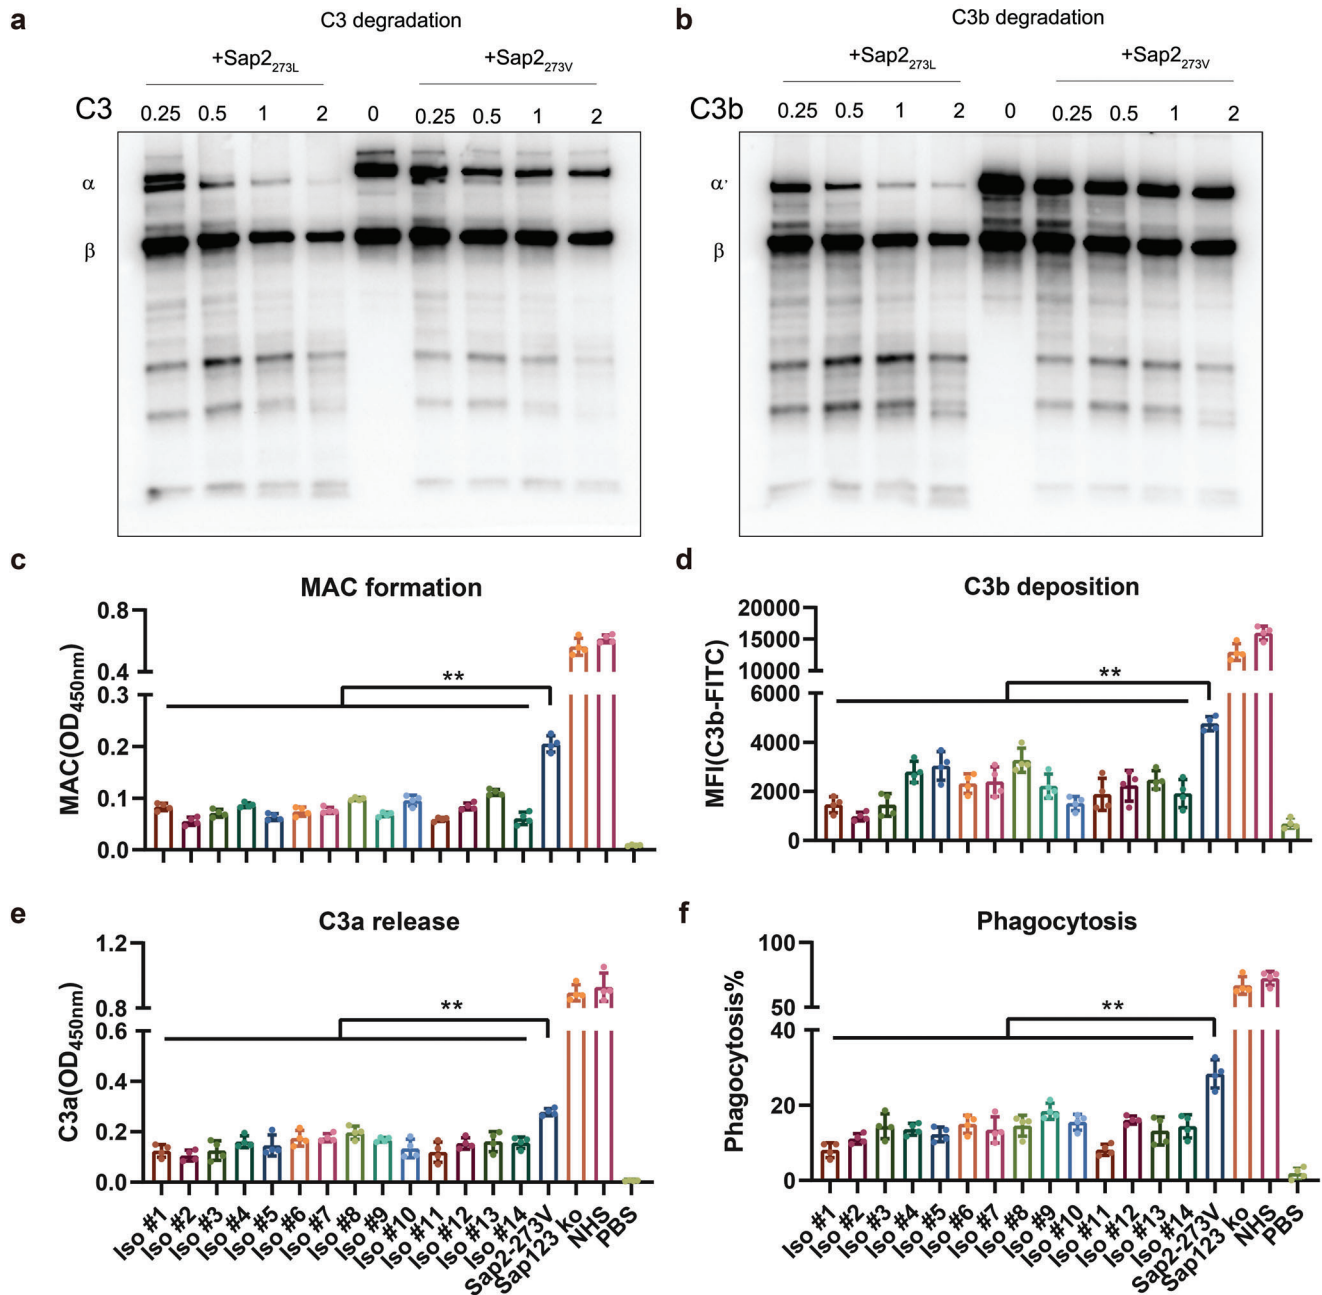 a
C3 degradation
+Sap2273L
+Sap2273V
C3 0.25 0.5 1 2 0 0.25 0.5 1 2
α
β
b
C3b degradation
+Sap2273L
+Sap2273V
C3b 0.25 0.5 1 2 0 0.25 0.5 1 2
α'
β
c
MAC formation
MAC(OD450nm)
0.8
0.4
0.3
0.2
0.1
0.0
**
d
C3b deposition
MFI(C3b-FITC)
20000
15000
10000
6000
4000
2000
0
**
e
C3a release
C3a(OD450nm)
1.2
0.8
0.6
0.4
0.2
0.0
**
Iso #1
Iso #2
Iso #3
Iso #4
Iso #5
Iso #6
Iso #7
Iso #8
Iso #9
Iso #10
Iso #11
Iso #12
Iso #13
Iso #14
Sap2-273V
Sap123 ko
NHS
PBS
f
Phagocytosis
Phagocytosis%
100
50
40
20
0
**
Iso #1
Iso #2
Iso #3
Iso #4
Iso #5
Iso #6
Iso #7
Iso #8
Iso #9
Iso #10
Iso #11
Iso #12
Iso #13
Iso #14
Sap2-273V
Sap123 ko
NHS
PBS